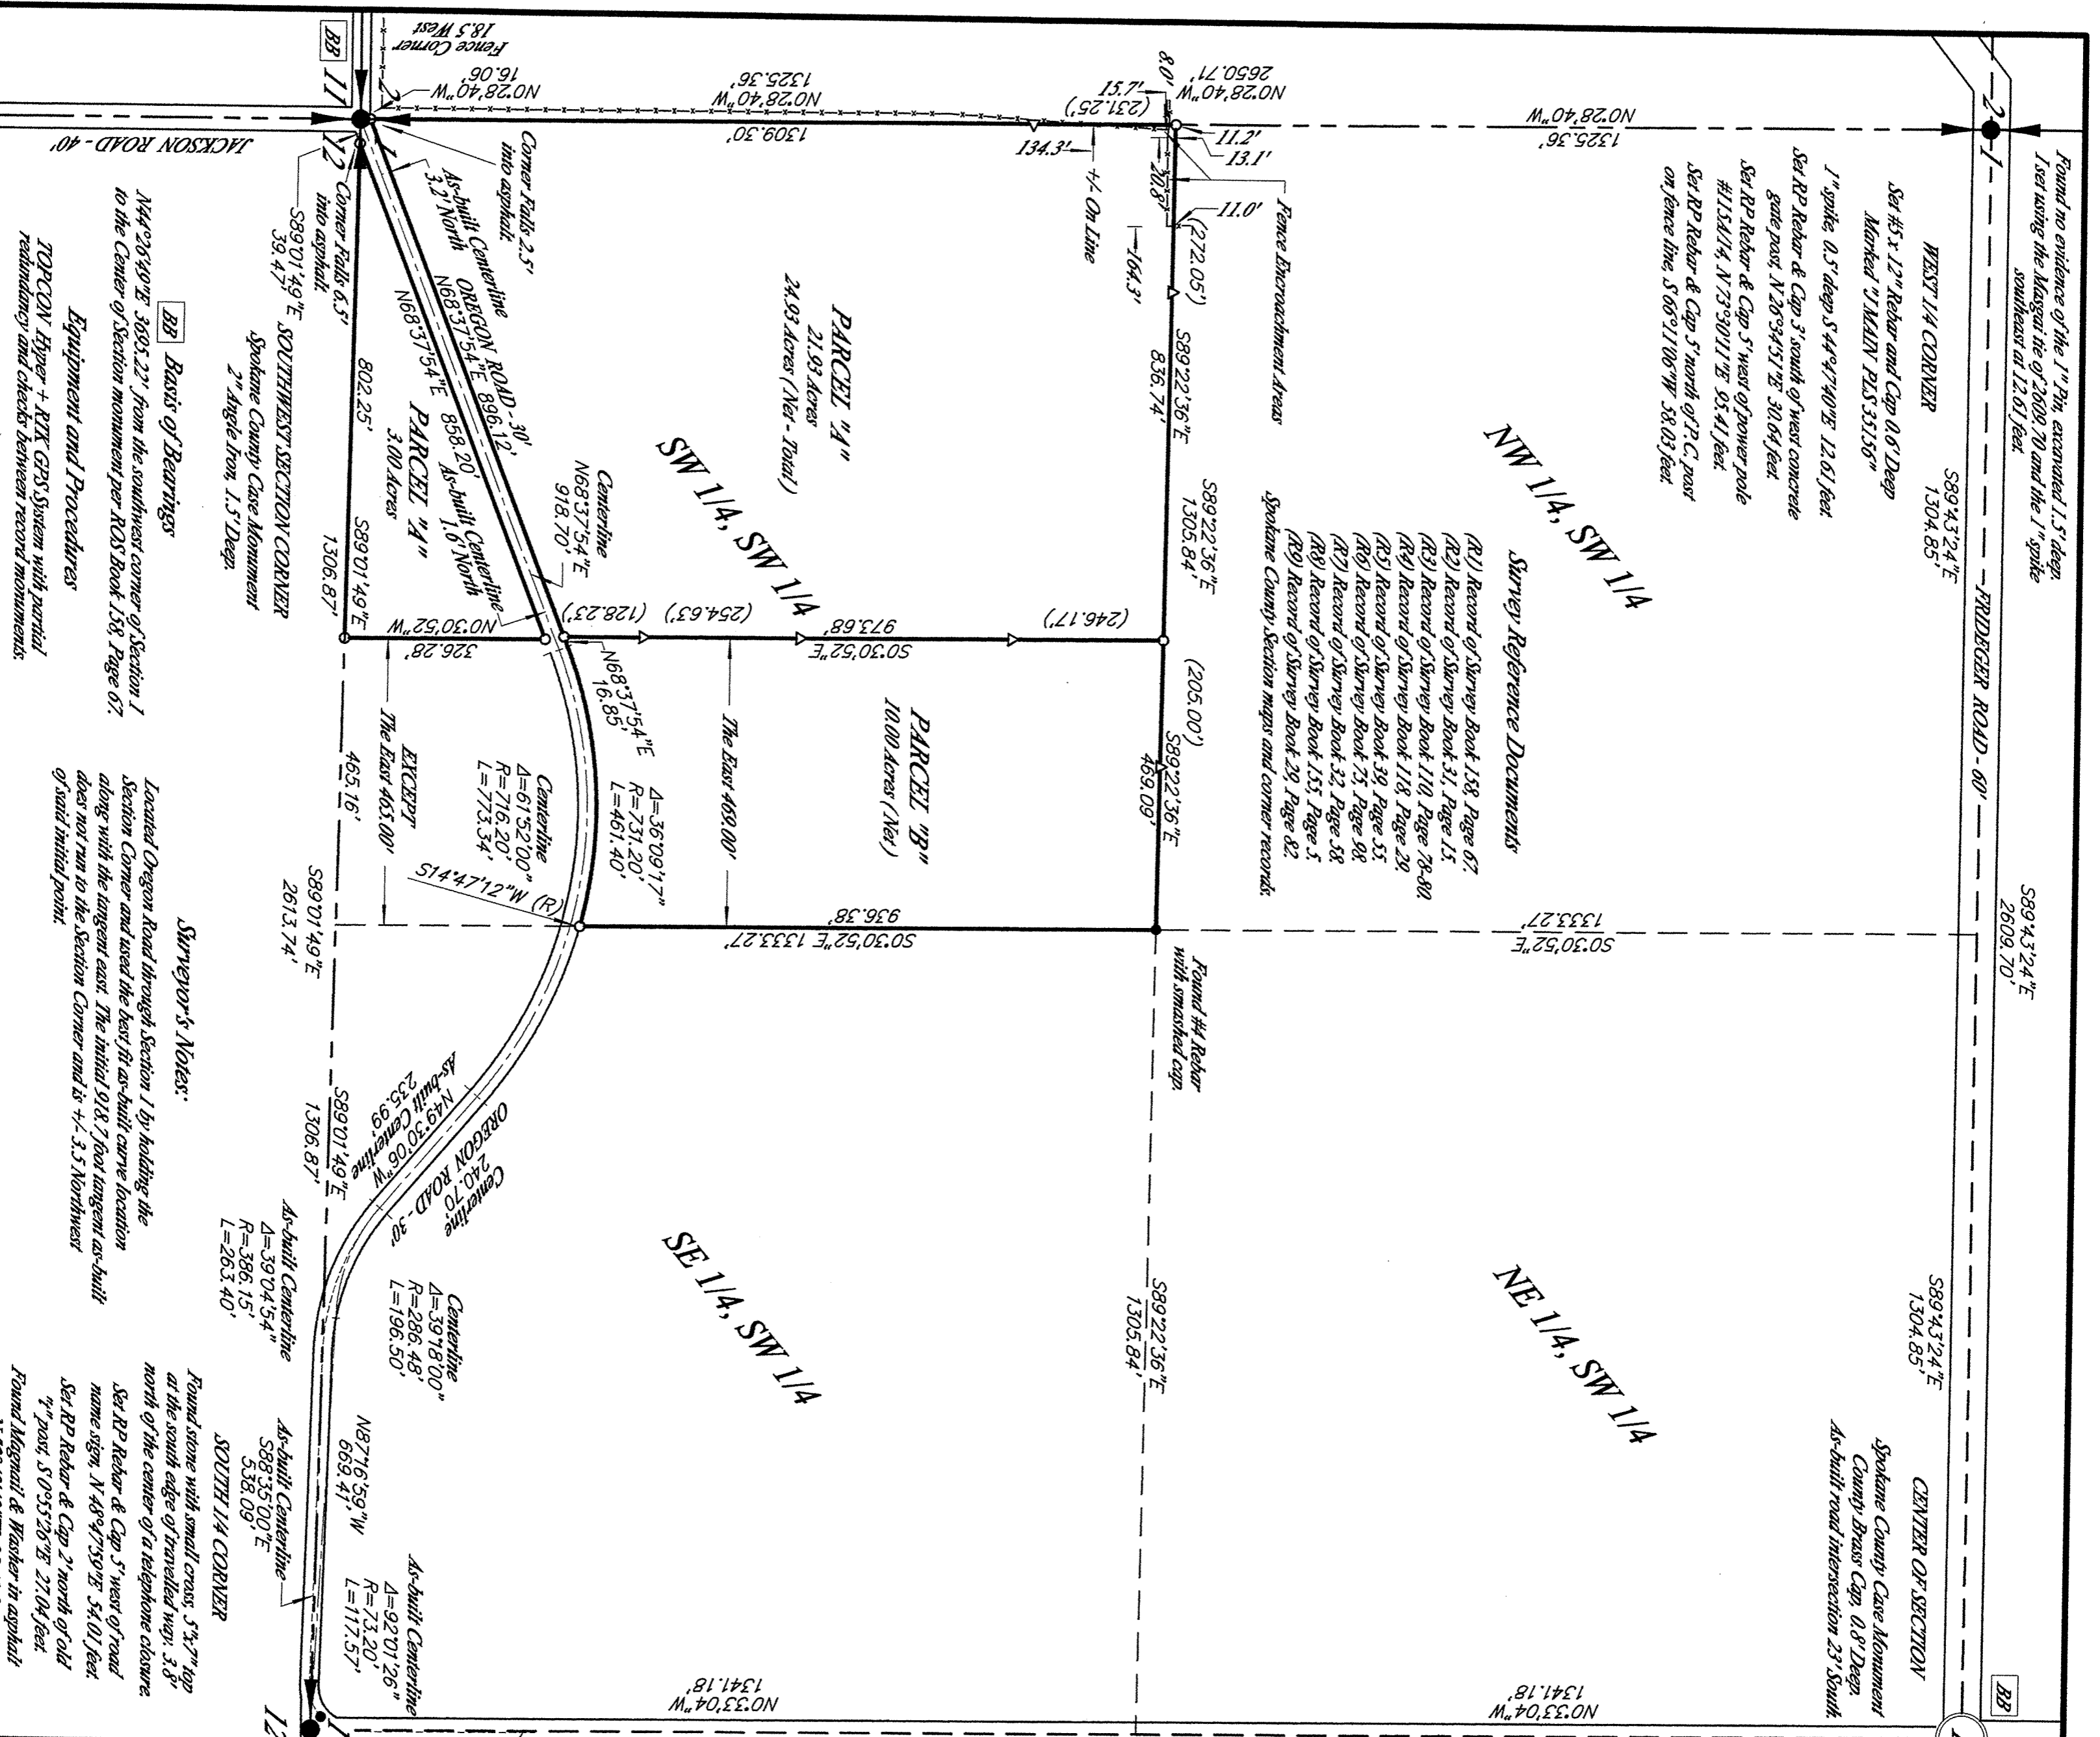 Found no evidence of the 1" Pin, excavated 1.5' deep.
I set using the Maggai tie of 2609.70 and the 1" spike
southeast at 12.61 feet.
WEST 1/4 CORNER
Set #5 x 12" Rebar and Cap 0.6' Deep
Marked "J MAIN PLS 35156"
1" spike, 0.5' deep S 44°47'40"E 12.61 feet.
Set RP Rebar & Cap 3' south of west concrete
gate post, N 26°34'51"E 30.64 feet.
Set RP Rebar & Cap 5' west of power pole
#1154/14, N 73°30'11"E 95.41 feet.
Set RP Rebar & Cap 5' north of P.C. post
on fence line, S 66°11'06"W 58.03 feet.
2
1
FRIDEGER ROAD - 60'
S89°43'24"E
1304.85'
S89°43'24"E
2609.70'
S89°43'24"E
1304.85'
CENTER OF SECTION
Spokane County Case Monument
County Brass Cap, 0.8' Deep.
As-built road intersection 23' South
BB
N0°28'40"W
1325.36'
N0°28'40"W
2650.71'
NW 1/4, SW 1/4
NE 1/4, SW 1/4
S0°30'52"E
1333.27'
N0°33'04"W
1341.18'
Survey Reference Documents
(R1) Record of Survey Book 158, Page 67.
(R2) Record of Survey Book 31, Page 15.
(R3) Record of Survey Book 110, Page 78-80.
(R4) Record of Survey Book 118, Page 29.
(R5) Record of Survey Book 39, Page 55.
(R6) Record of Survey Book 75, Page 98.
(R7) Record of Survey Book 32, Page 58.
(R8) Record of Survey Book 155, Page 5.
(R9) Record of Survey Book 29, Page 82.
Spokane County Section maps and corner records.
8.0'
15.7'
11.2'
13.1'
20.8'
11.0'
134.3'
164.3'
+/- On Line
Fence Encroachment Areas
(231.25')
(272.05')
S89°22'36"E
836.74'
S89°22'36"E
1305.84'
(205.00')
S89°22'36"E
469.09'
Found #4 Rebar
with smashed cap.
S89°22'36"E
1305.84'
N0°28'40"W
1325.36'
1309.30'
PARCEL "A"
21.93 Acres
24.93 Acres (Net - Total)
SW 1/4, SW 1/4
(246.17')
S0°30'52"E
973.68'
(254.63')
(128.23')
PARCEL "B"
10.00 Acres (Net)
The East 469.00'
936.38'
S0°30'52"E 1333.27'
SE 1/4, SW 1/4
N0°33'04"W
1341.18'
Fence Corner
18.5 West
N0°28'40"W
16.06'
Corner Falls 2.5'
into asphalt.
As-built Centerline
3.2' North
OREGON ROAD - 30'
N68°37'54"E 896.12'
N68°37'54"E 858.20'
As-built Centerline
1.6' North
Centerline
N68°37'54"E
918.70'
N68°37'54"E
16.85'
Δ=36°09'17"
R=731.20'
L=461.40'
Centerline
Δ=61°52'00"
R=716.20'
L=773.34'
S14°47'12"W (R)
PARCEL "A"
3.00 Acres
N0°30'52"W
326.28'
EXCEPT
The East 465.00'
As-built Centerline
N49°30'06"W
235.99'
OREGON ROAD - 30'
Centerline
240.70'
Centerline
Δ=39°18'00"
R=286.48'
L=196.50'
N87°16'59"W
669.41'
As-built Centerline
Δ=92°01'26"
R=73.20'
L=117.57'
BB
11
2
1
12
JACKSON ROAD - 40'
Corner Falls 6.5'
into asphalt.
S89°01'49"E
39.47'
802.25'
S89°01'49"E
1306.87'
465.16'
S89°01'49"E
2613.74'
S89°01'49"E
1306.87'
As-built Centerline
Δ=39°04'54"
R=386.15'
L=263.40'
As-built Centerline
S88°35'00"E
538.09'
1
12
SOUTHWEST SECTION CORNER
Spokane County Case Monument
2" Angle Iron, 1.5' Deep.
BB Basis of Bearings
N44°26'49"E 3695.22' from the southwest corner of Section 1
to the Center of Section monument per ROS Book 158, Page 67.
Equipment and Procedures
TOPCON Hyper + RTK GPS System with partial
redundancy and checks between record monuments.
Surveyor's Notes:
Located Oregon Road through Section 1 by holding the
Section Corner and used the best fit as-built curve location
along with the tangent east. The initial 918.7 foot tangent as-built
does not run to the Section Corner and is +/- 3.5 Northwest
of said initial point.
SOUTH 1/4 CORNER
Found stone with small cross, 5"x7" top
at the south edge of travelled way, 3.8'
north of the center of a telephone closure.
Set RP Rebar & Cap 5' west of road
name sign, N 48°47'59"E 54.01 feet.
Set RP Rebar & Cap 2' north of old
"t" post, S 0°55'26"E 27.04 feet.
Found Magnail & Washer in asphalt